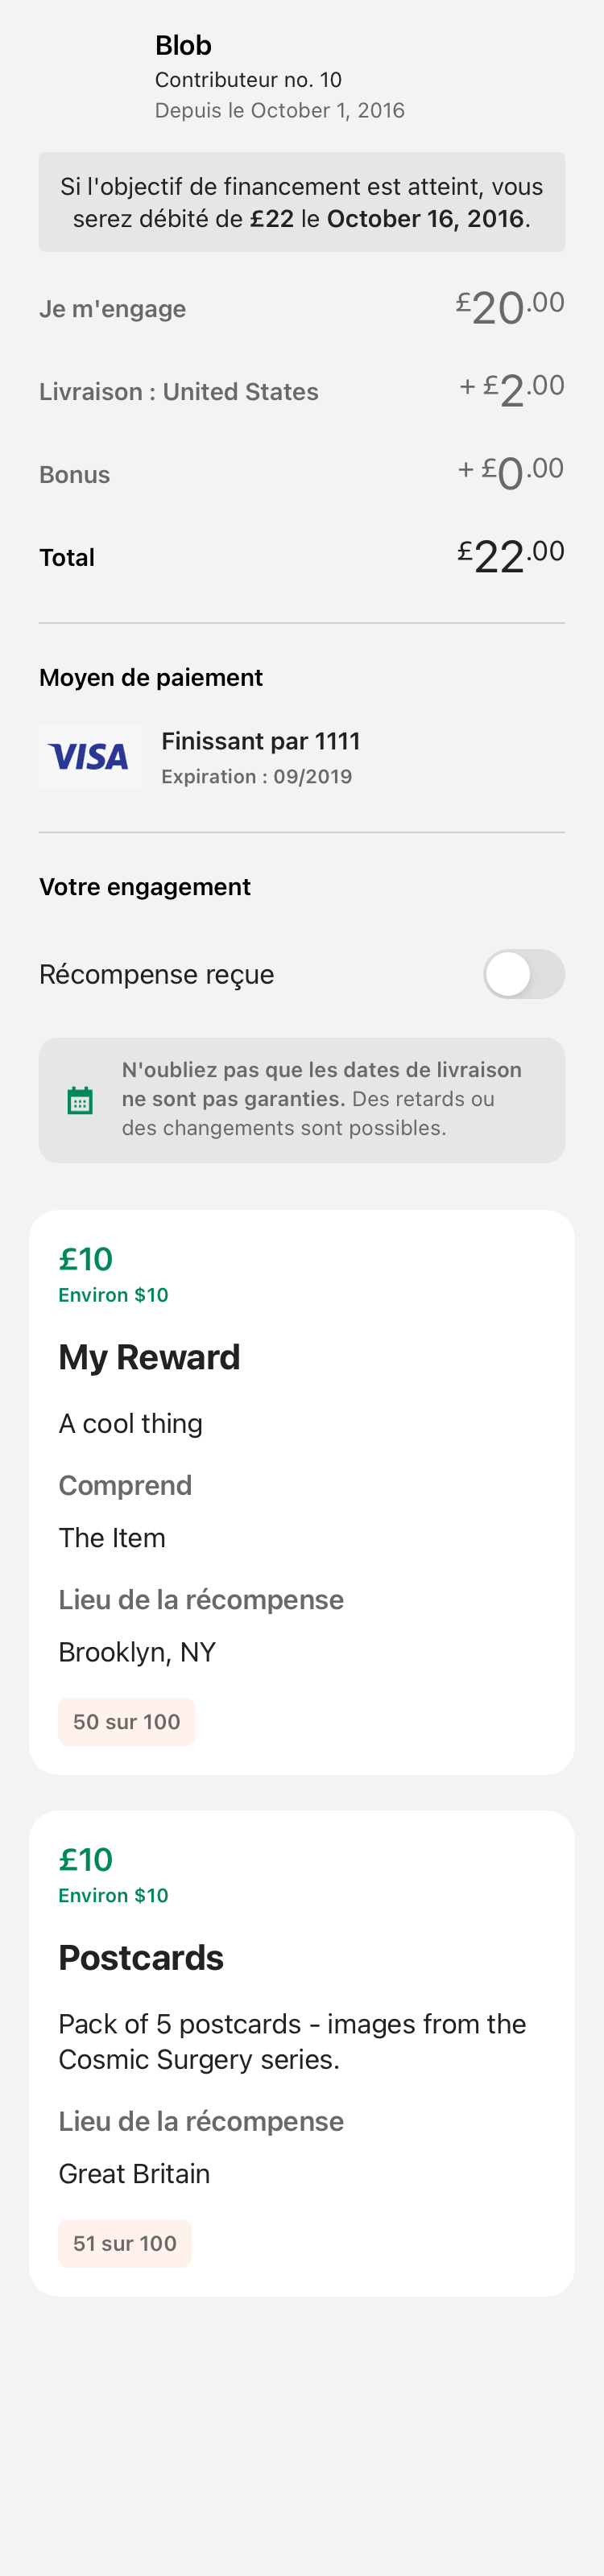 Blob
Contributeur no. 10
Depuis le October 1, 2016
Si l'objectif de financement est atteint, vous
serez débité de £22 le October 16, 2016.
Je m'engage £20.00
Livraison : United States + £2.00
Bonus + £0.00
Total £22.00
Moyen de paiement
VISA
Finissant par 1111
Expiration : 09/2019
Votre engagement
Récompense reçue
N'oubliez pas que les dates de livraison
ne sont pas garanties. Des retards ou
des changements sont possibles.
£10
Environ $10
My Reward
A cool thing
Comprend
The Item
Lieu de la récompense
Brooklyn, NY
50 sur 100
£10
Environ $10
Postcards
Pack of 5 postcards - images from the
Cosmic Surgery series.
Lieu de la récompense
Great Britain
51 sur 100